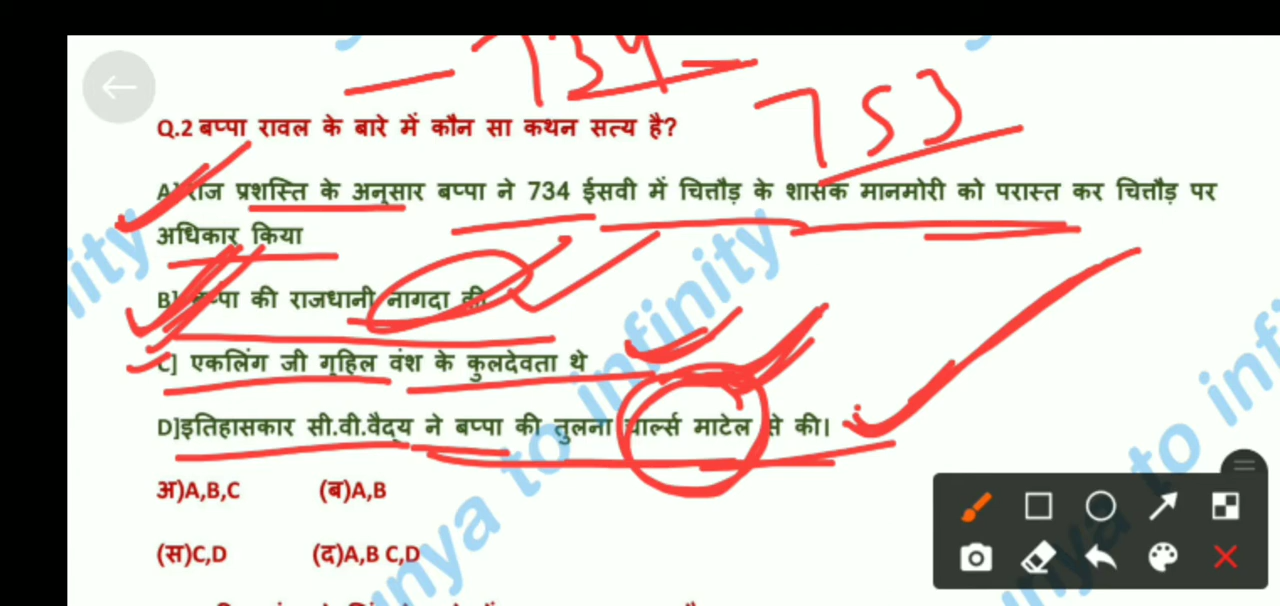 734
753
Q.2 बप्पा रावल के बारे में कौन सा कथन सत्य है?
A] राज प्रशस्ति के अनुसार बप्पा ने 734 ईसवी में चित्तौड़ के शासक मानमोरी को परास्त कर चित्तौड़ पर
अधिकार किया
B] बप्पा की राजधानी नागदा की
C] एकलिंग जी गुहिल वंश के कुलदेवता थे
D]इतिहासकार सी.वी.वैद्य ने बप्पा की तुलना चार्ल्स माटेल से की।
अ)A,B,C (ब)A,B
(स)C,D (द)A,B C,D